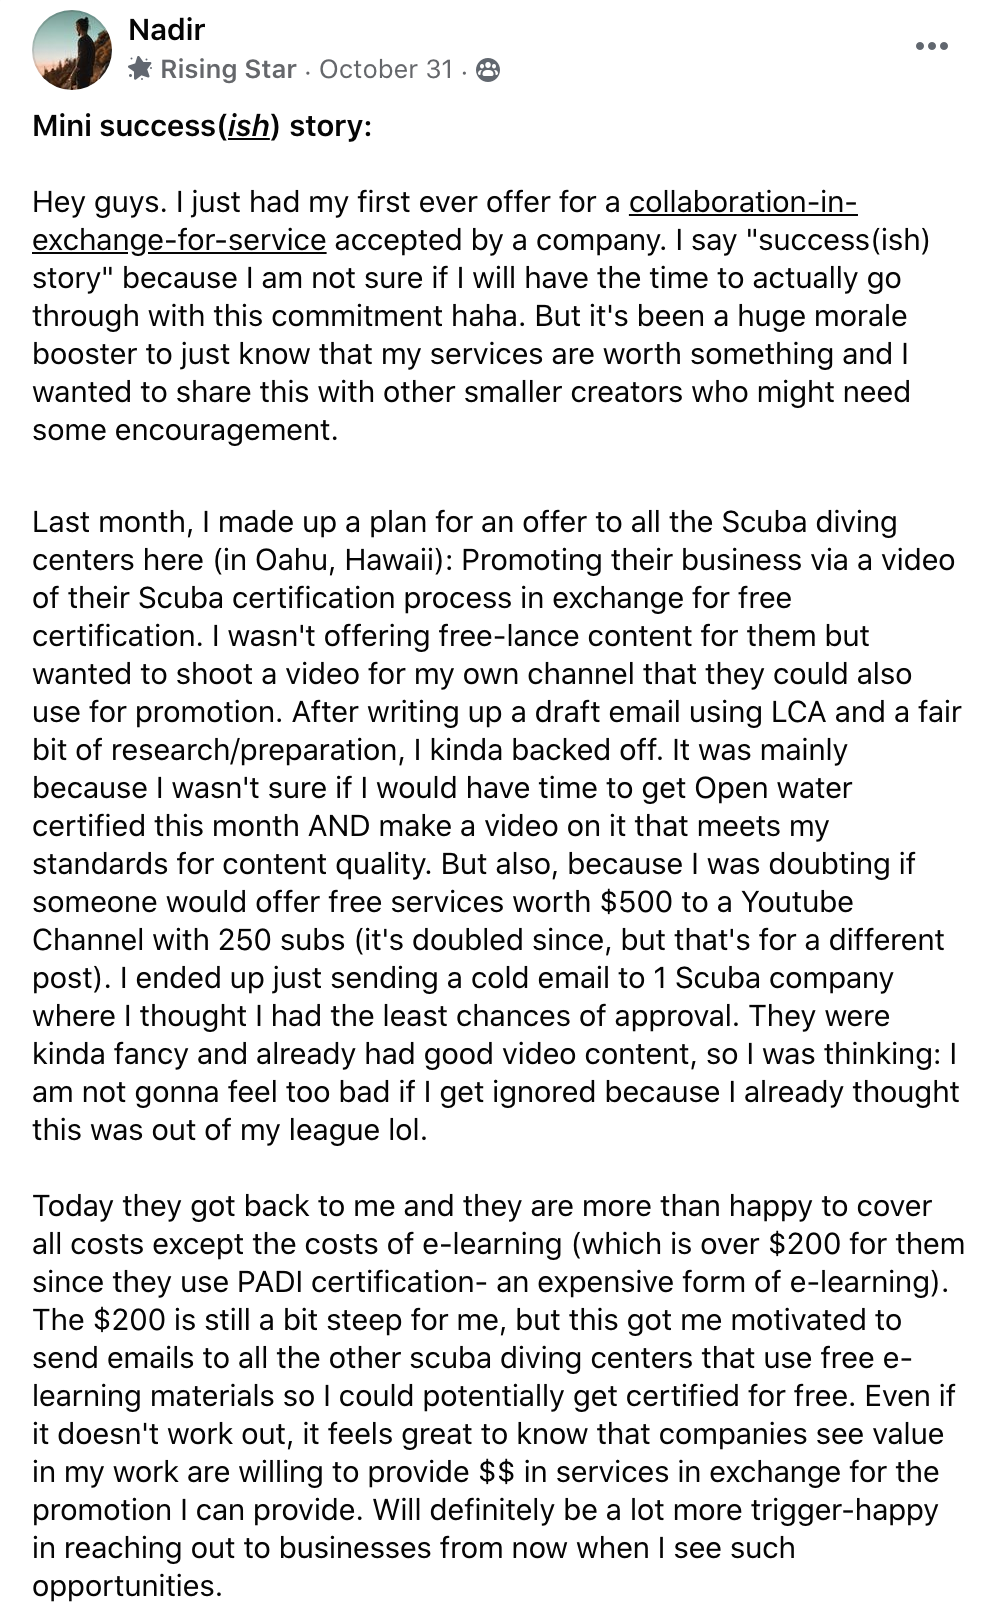 Nadir
Rising Star · October 31 ·
Mini success(ish) story:
Hey guys. I just had my first ever offer for a collaboration-in-
exchange-for-service accepted by a company. I say "success(ish)
story" because I am not sure if I will have the time to actually go
through with this commitment haha. But it's been a huge morale
booster to just know that my services are worth something and I
wanted to share this with other smaller creators who might need
some encouragement.
Last month, I made up a plan for an offer to all the Scuba diving
centers here (in Oahu, Hawaii): Promoting their business via a video
of their Scuba certification process in exchange for free
certification. I wasn't offering free-lance content for them but
wanted to shoot a video for my own channel that they could also
use for promotion. After writing up a draft email using LCA and a fair
bit of research/preparation, I kinda backed off. It was mainly
because I wasn't sure if I would have time to get Open water
certified this month AND make a video on it that meets my
standards for content quality. But also, because I was doubting if
someone would offer free services worth $500 to a Youtube
Channel with 250 subs (it's doubled since, but that's for a different
post). I ended up just sending a cold email to 1 Scuba company
where I thought I had the least chances of approval. They were
kinda fancy and already had good video content, so I was thinking: I
am not gonna feel too bad if I get ignored because I already thought
this was out of my league lol.
Today they got back to me and they are more than happy to cover
all costs except the costs of e-learning (which is over $200 for them
since they use PADI certification- an expensive form of e-learning).
The $200 is still a bit steep for me, but this got me motivated to
send emails to all the other scuba diving centers that use free e-
learning materials so I could potentially get certified for free. Even if
it doesn't work out, it feels great to know that companies see value
in my work are willing to provide $$ in services in exchange for the
promotion I can provide. Will definitely be a lot more trigger-happy
in reaching out to businesses from now when I see such
opportunities.